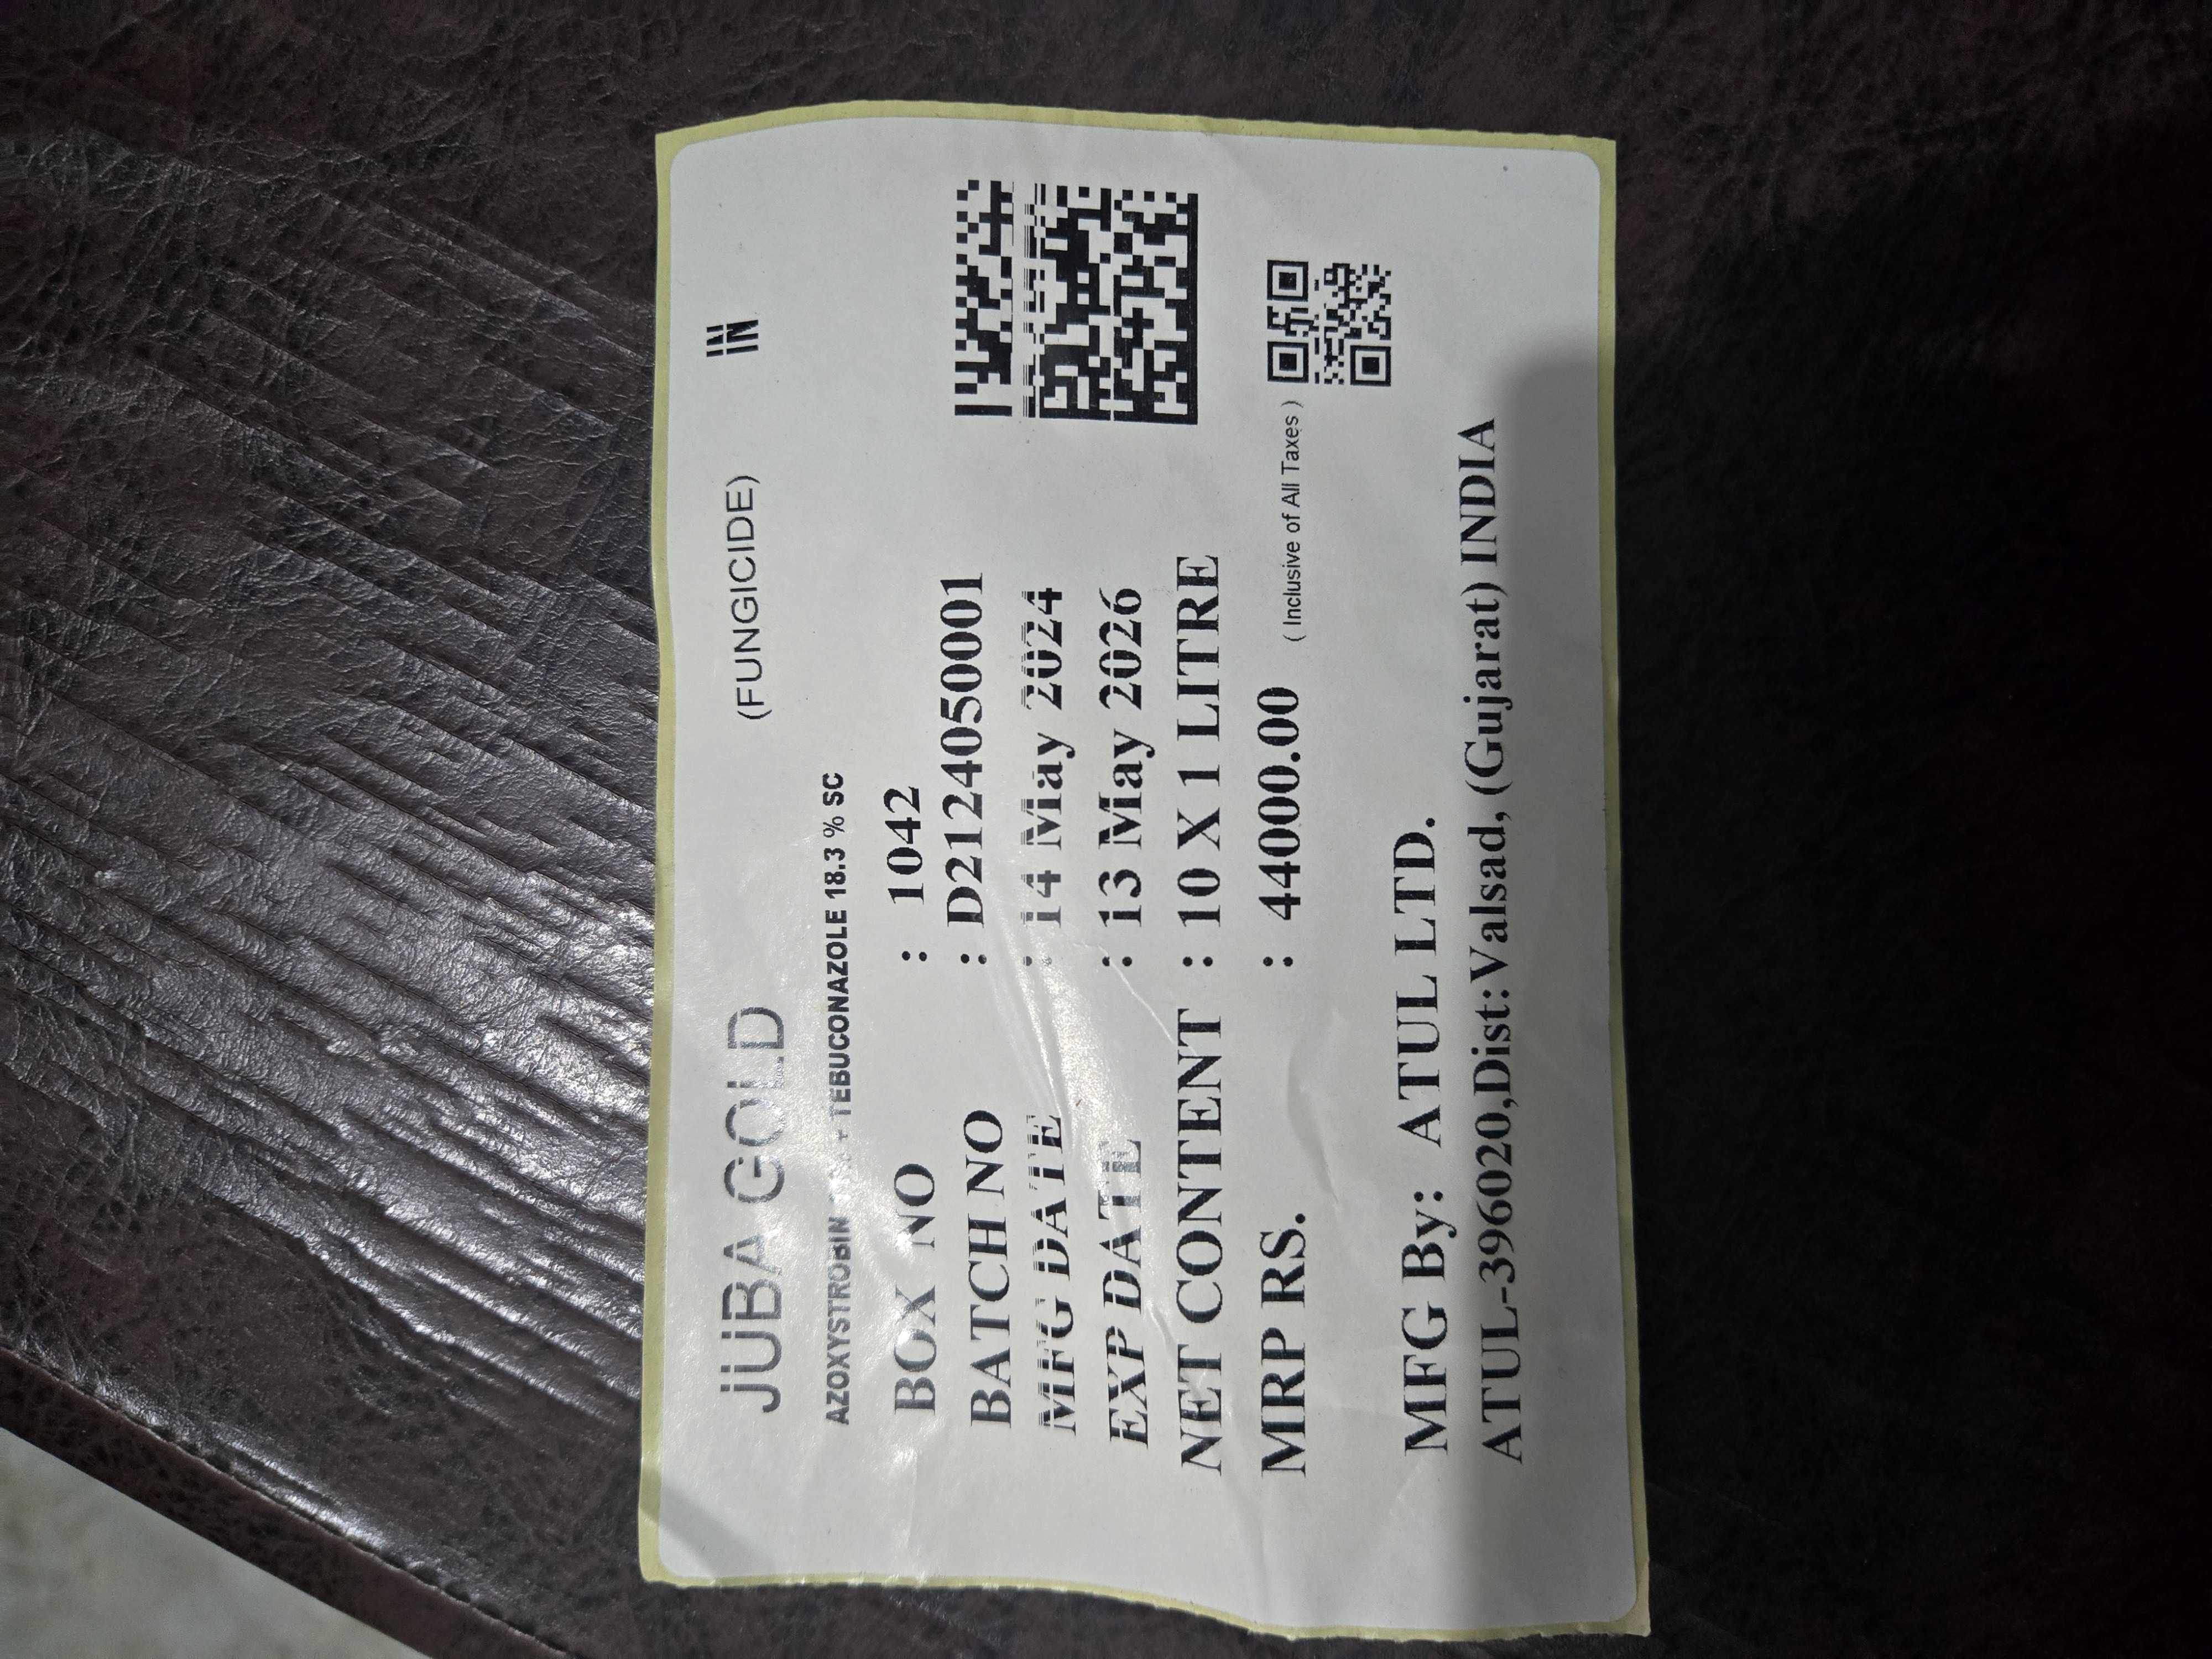 JUBA GOLD (FUNGICIDE) IN
AZOXYSTROBIN + TEBUCONAZOLE 18.3 % SC
BOX NO : 1042
BATCH NO : D2124050001
MFG DATE : 14 May 2024
EXP DATE : 13 May 2026
NET CONTENT : 10 X 1 LITRE
MRP RS. : 44000.00 ( Inclusive of All Taxes )
MFG By: ATUL LTD.
ATUL-396020,Dist:Valsad, (Gujarat) INDIA